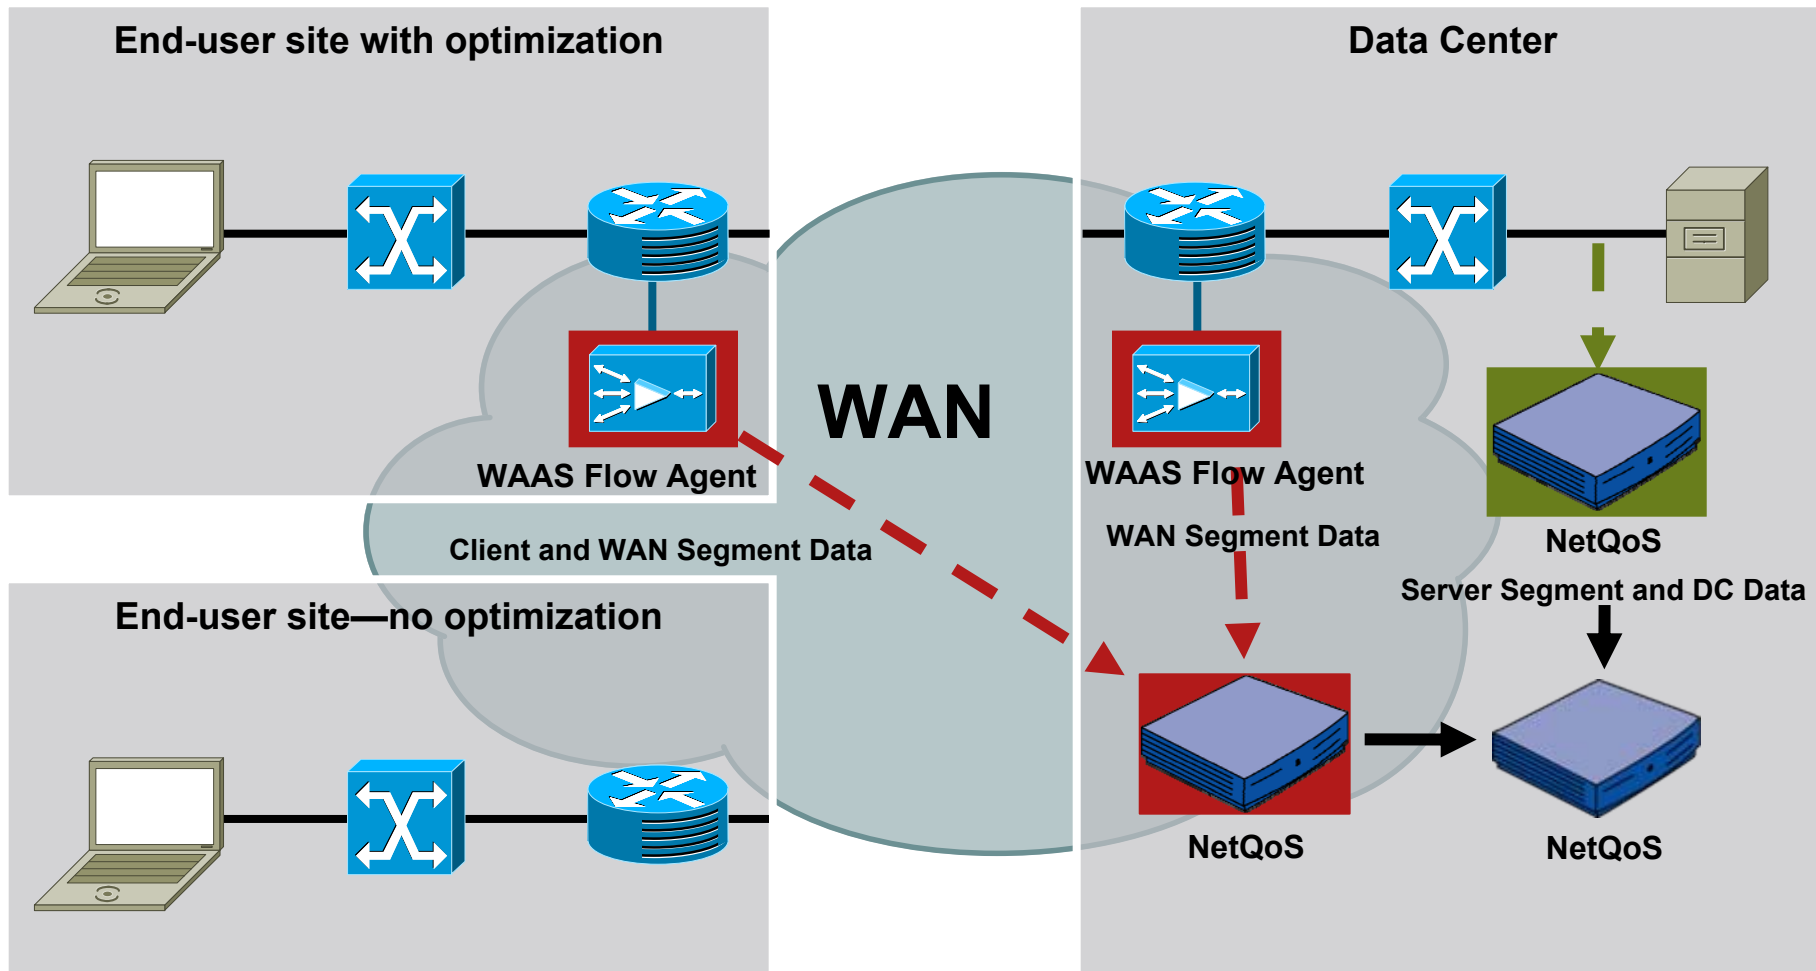 End-user site with optimization
Data Center
WAN
WAAS Flow Agent
WAAS Flow Agent
Client and WAN Segment Data
WAN Segment Data
NetQoS
Server Segment and DC Data
End-user site—no optimization
NetQoS
NetQoS